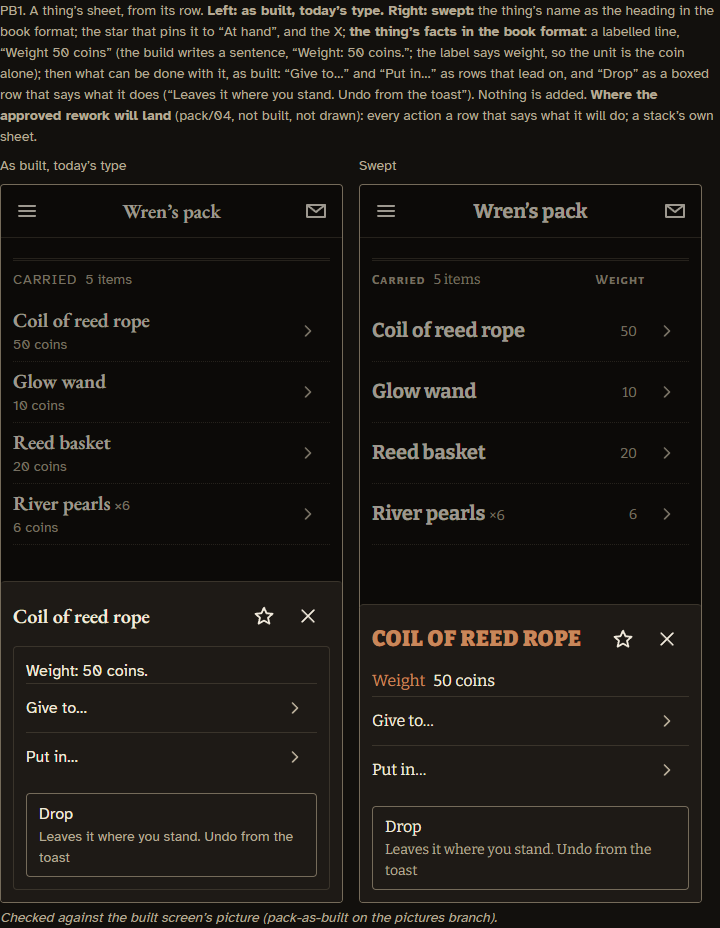 PB1. A thing's sheet, from its row. Left: as built, today's type. Right: swept: the thing's name as the heading in the
book format; the star that pins it to “At hand”, and the X; the thing's facts in the book format: a labelled line,
“Weight 50 coins” (the build writes a sentence, “Weight: 50 coins.”; the label says weight, so the unit is the coin
alone); then what can be done with it, as built: “Give to…” and “Put in…” as rows that lead on, and “Drop” as a boxed
row that says what it does (“Leaves it where you stand. Undo from the toast”). Nothing is added. Where the
approved rework will land (pack/04, not built, not drawn): every action a row that says what it will do; a stack's own
sheet.
As built, today's type
Wren’s pack
CARRIED 5 items
Coil of reed rope
50 coins
Glow wand
10 coins
Reed basket
20 coins
River pearls ×6
6 coins
Coil of reed rope
Weight: 50 coins.
Give to…
Put in…
Drop
Leaves it where you stand. Undo from the
toast
Swept
Wren’s pack
CARRIED 5 items WEIGHT
Coil of reed rope 50
Glow wand 10
Reed basket 20
River pearls ×6 6
COIL OF REED ROPE
Weight 50 coins
Give to…
Put in…
Drop
Leaves it where you stand. Undo from the
toast
Checked against the built screen's picture (pack-as-built on the pictures branch).